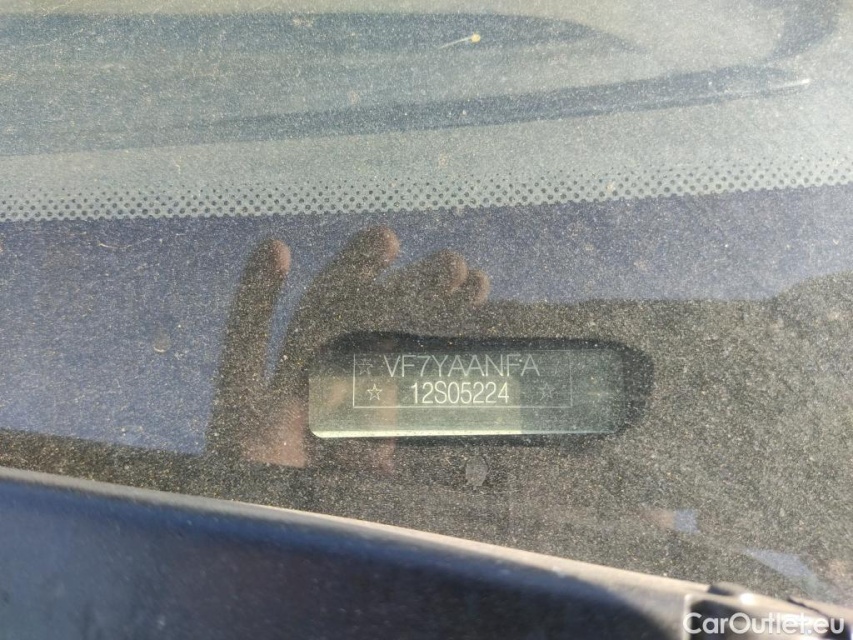 ☆ VF7YAANFA
☆ 12S05224 ☆
CarOutlet.eu